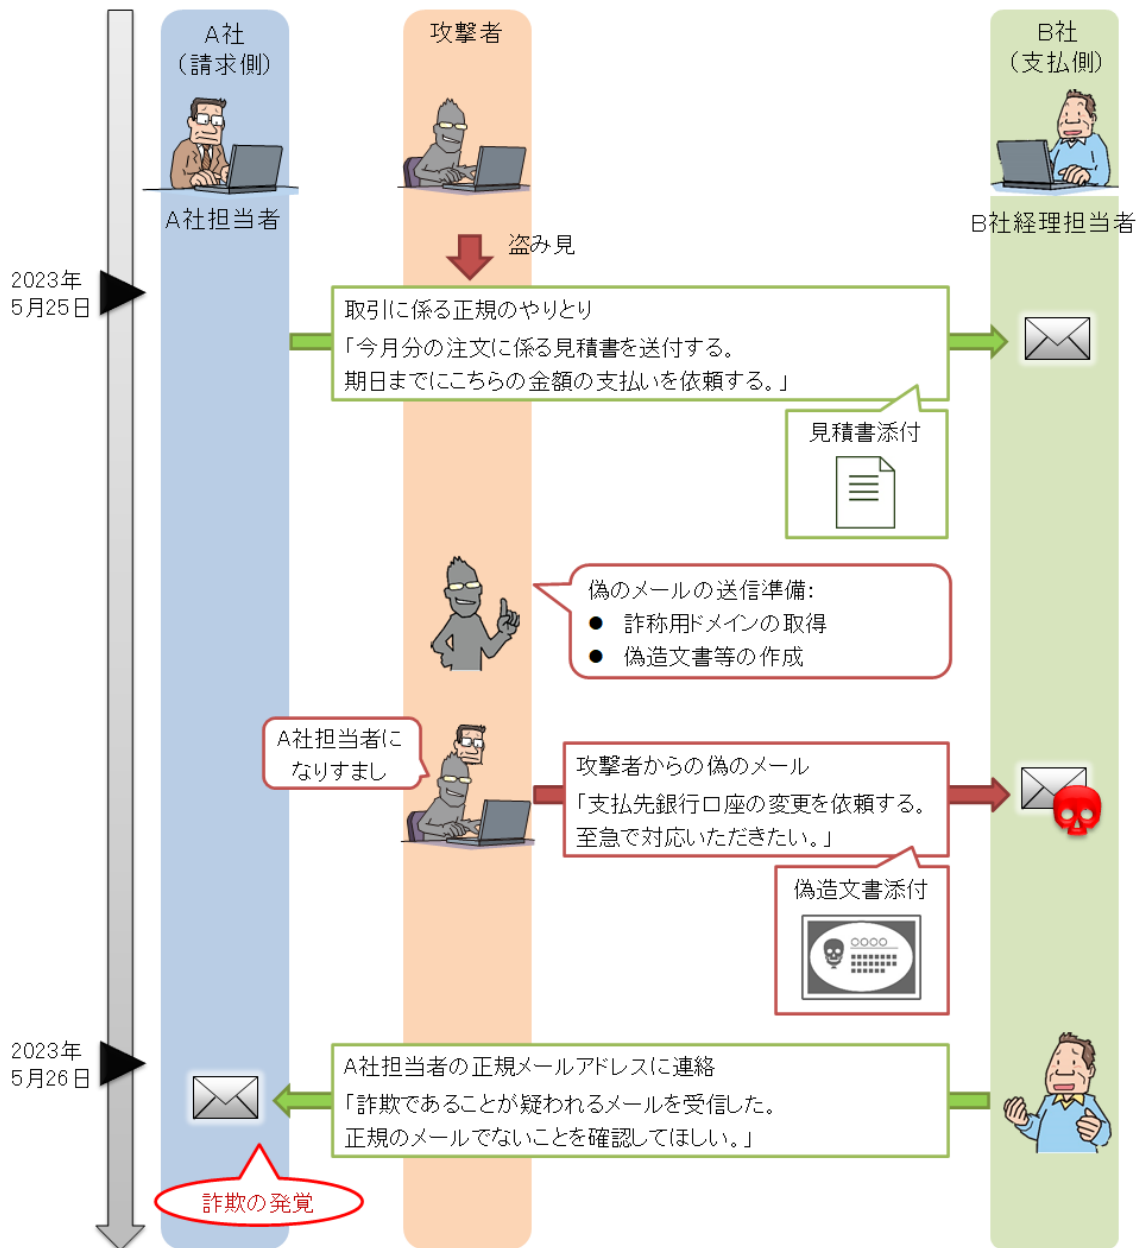 A社
（請求側）
攻撃者
B社
（支払側）
A社担当者
B社経理担当者
盗み見
2023年
5月25日
取引に係る正規のやりとり
「今月分の注文に係る見積書を送付する。
期日までにこちらの金額の支払いを依頼する。」
見積書添付
偽のメールの送信準備:
● 詐称用ドメインの取得
● 偽造文書等の作成
A社担当者に
なりすまし
攻撃者からの偽のメール
「支払先銀行口座の変更を依頼する。
至急で対応いただきたい。」
偽造文書添付
○○○○
2023年
5月26日
A社担当者の正規メールアドレスに連絡
「詐欺であることが疑われるメールを受信した。
正規のメールでないことを確認してほしい。」
詐欺の発覚